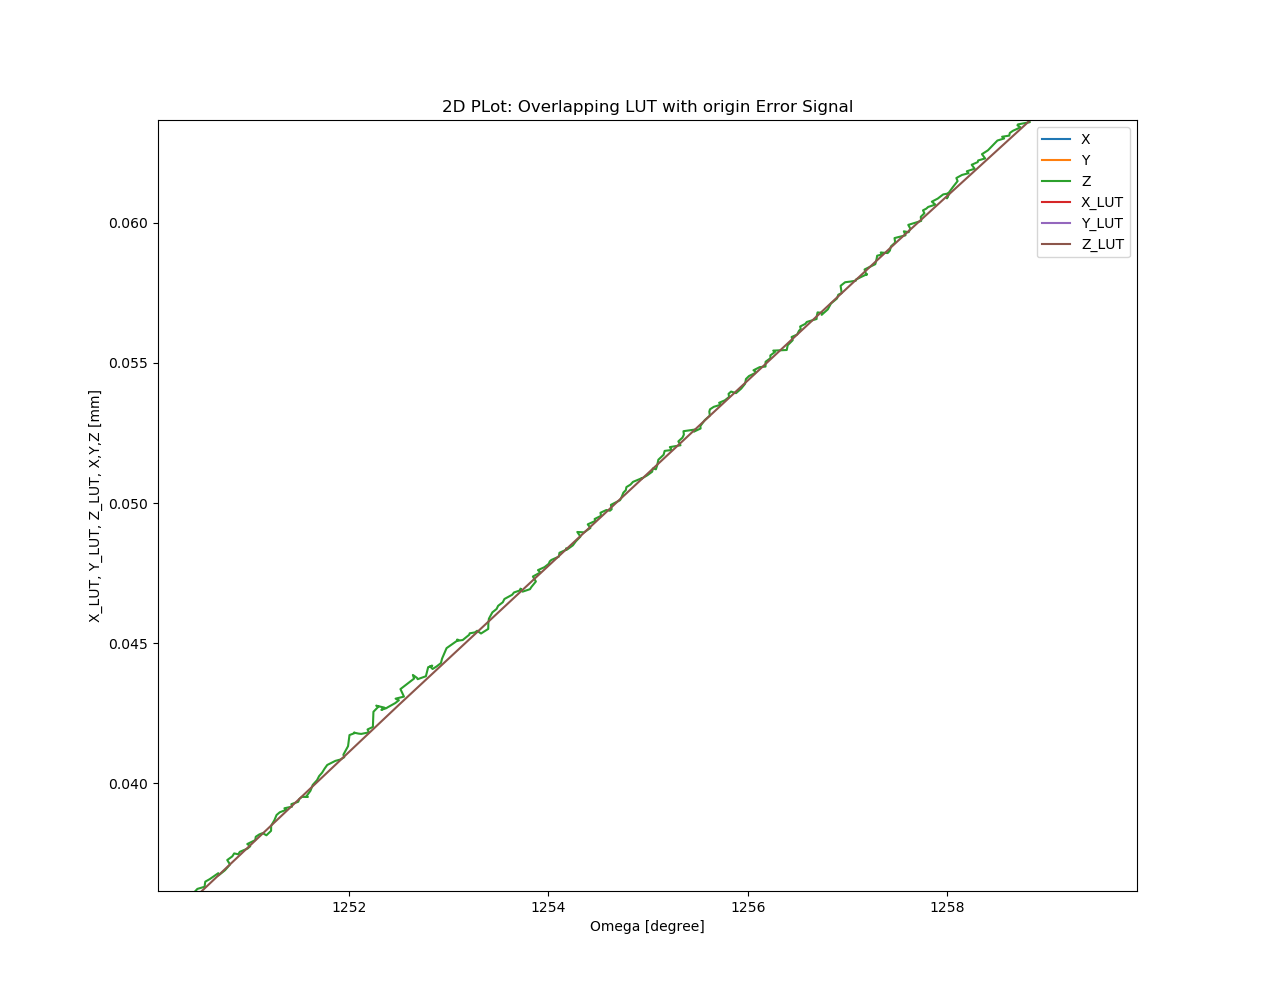 2D PLot: Overlapping LUT with origin Error Signal
X
Y
Z
X_LUT
Y_LUT
Z_LUT
0.060
0.055
0.050
0.045
0.040
X_LUT, Y_LUT, Z_LUT, X,Y,Z [mm]
1252
1254
1256
1258
Omega [degree]